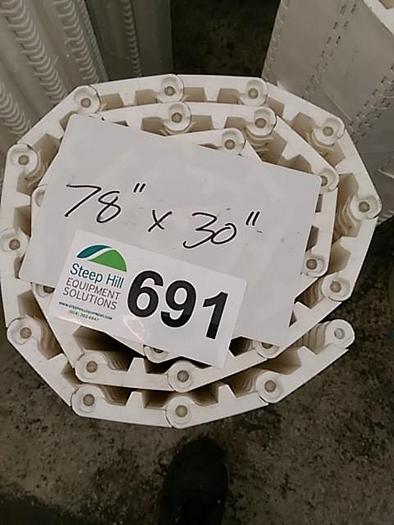 78" x 30"
Steep Hill
EQUIPMENT
SOLUTIONS
691